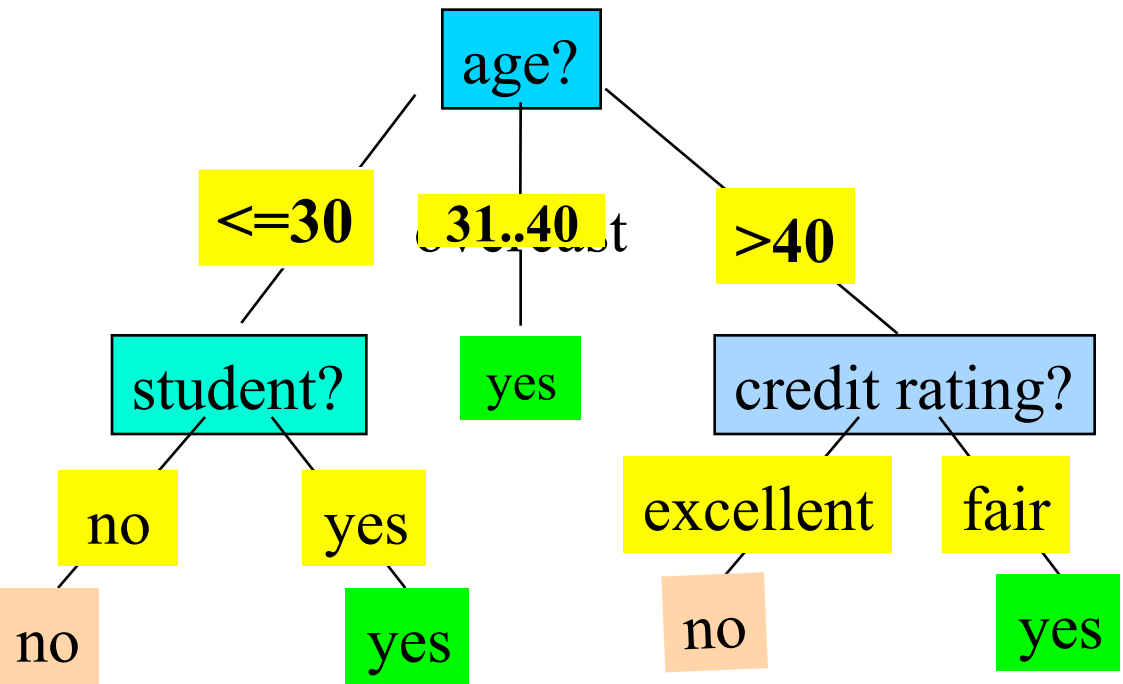 age?
<=30
31..40
>40
student?
yes
credit rating?
no
yes
excellent
fair
no
yes
no
yes